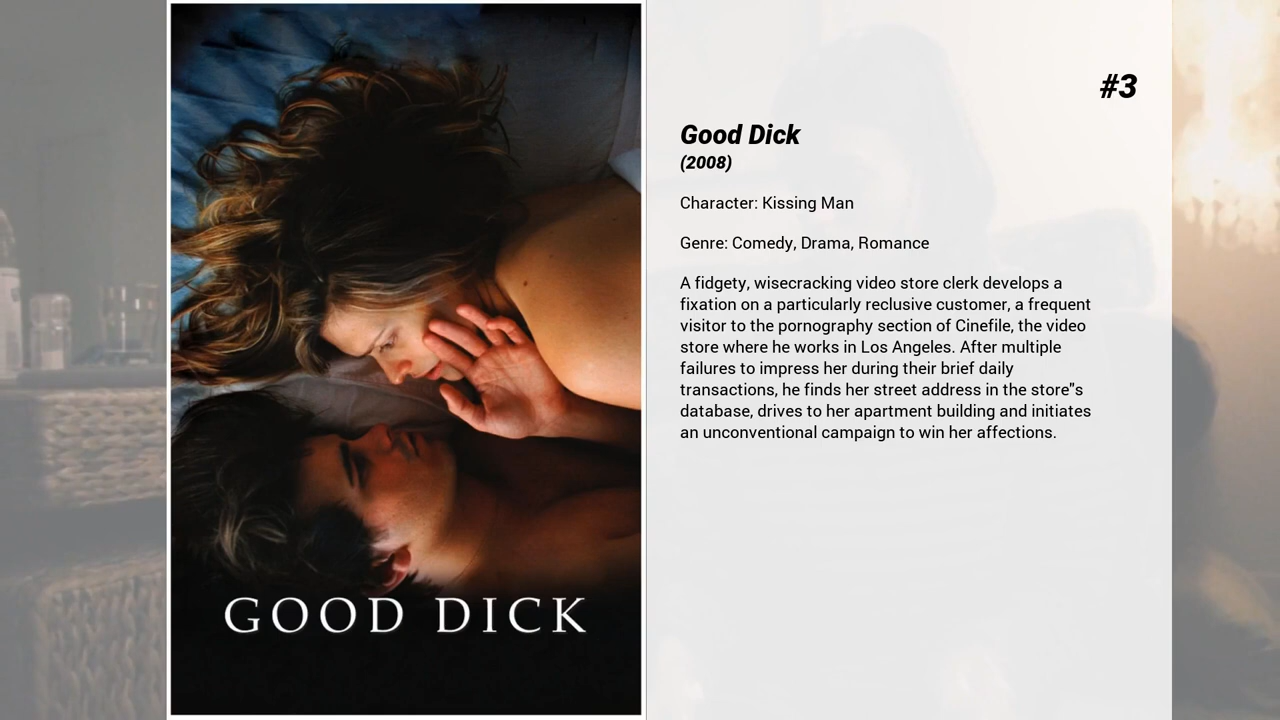 GOOD DICK
#3
Good Dick
(2008)
Character: Kissing Man
Genre: Comedy, Drama, Romance
A fidgety, wisecracking video store clerk develops a
fixation on a particularly reclusive customer, a frequent
visitor to the pornography section of Cinefile, the video
store where he works in Los Angeles. After multiple
failures to impress her during their brief daily
transactions, he finds her street address in the store"s
database, drives to her apartment building and initiates
an unconventional campaign to win her affections.